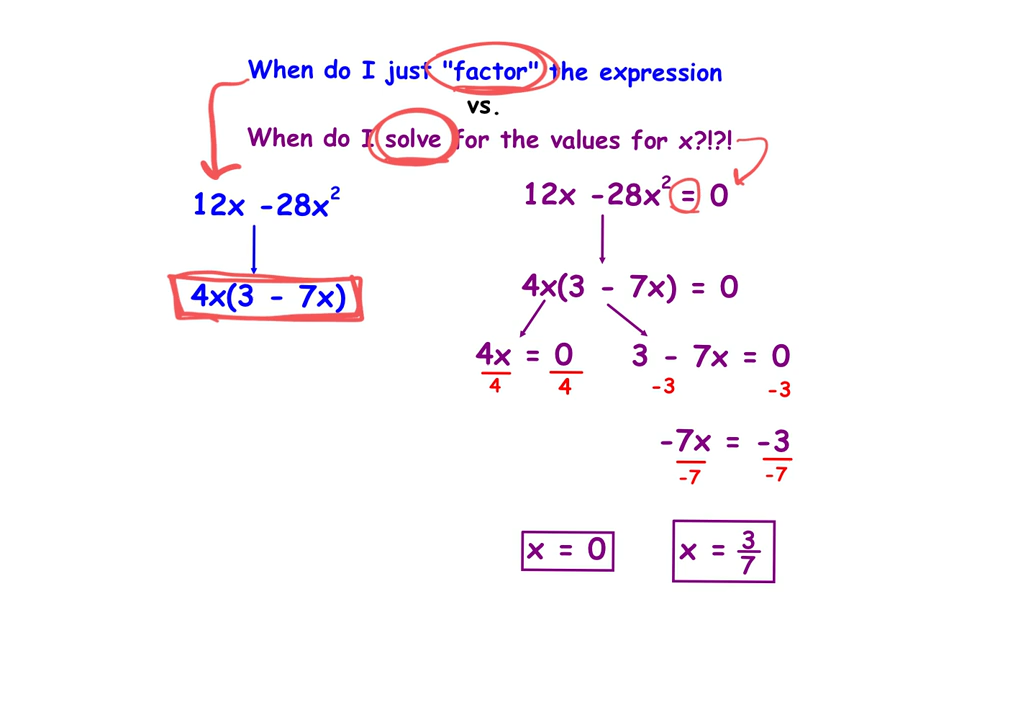 When do I just "factor" the expression
vs.
When do I solve for the values for x?!?!
12x -28x²
12x -28x² = 0
4x(3 - 7x)
4x(3 - 7x) = 0
4x = 0
4 4
3 - 7x = 0
-3 -3
-7x = -3
-7 -7
x = 0
x = 3/7